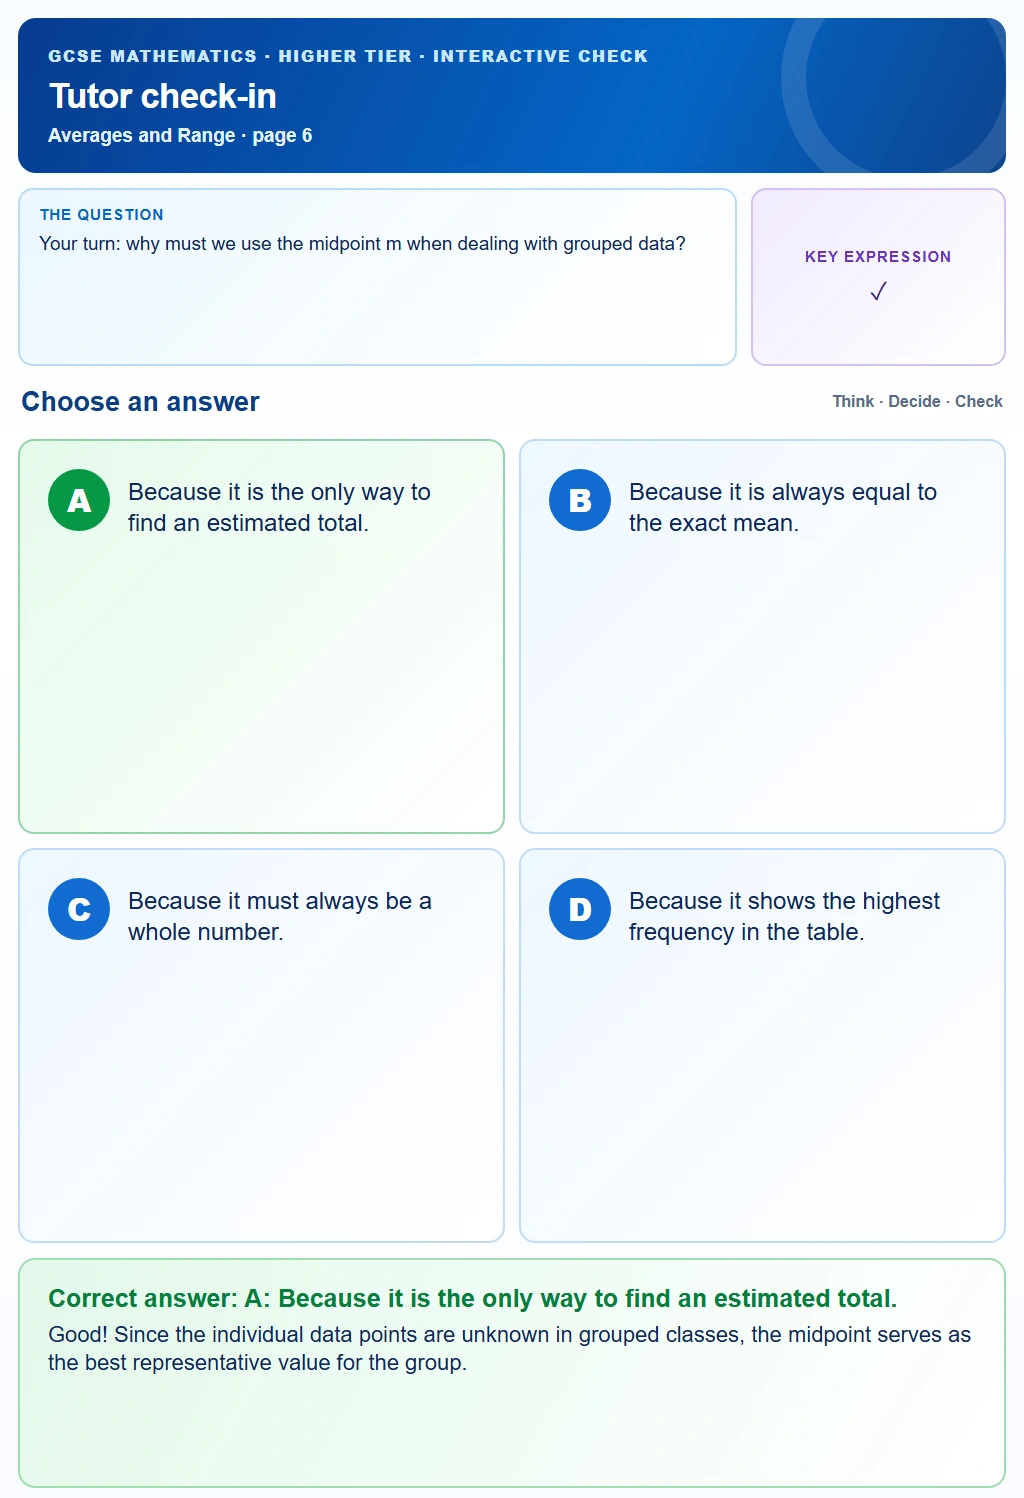 GCSE MATHEMATICS · HIGHER TIER · INTERACTIVE CHECK
Tutor check-in
Averages and Range · page 6
THE QUESTION
Your turn: why must we use the midpoint m when dealing with grouped data?
KEY EXPRESSION
✓
Choose an answer
Think · Decide · Check
A
Because it is the only way to
find an estimated total.
B
Because it is always equal to
the exact mean.
C
Because it must always be a
whole number.
D
Because it shows the highest
frequency in the table.
Correct answer: A: Because it is the only way to find an estimated total.
Good! Since the individual data points are unknown in grouped classes, the midpoint serves as
the best representative value for the group.